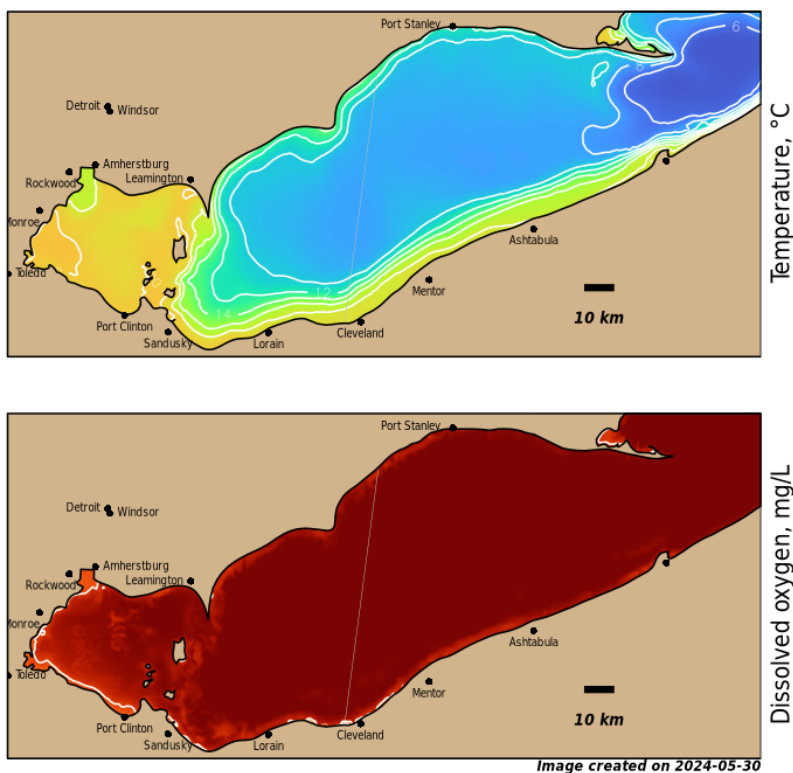 Port Stanley
6
8
Detroit
Windsor
Amherstburg
Leamington
Rockwood
Monroe
Toledo
Port Clinton
Sandusky
14
12
Lorain
Cleveland
Mentor
Ashtabula
10 km
Temperature, °C
Port Stanley
Detroit
Windsor
Amherstburg
Leamington
Rockwood
Monroe
Toledo
Port Clinton
Sandusky
Lorain
Cleveland
Mentor
Ashtabula
10 km
Dissolved oxygen, mg/L
Image created on 2024-05-30